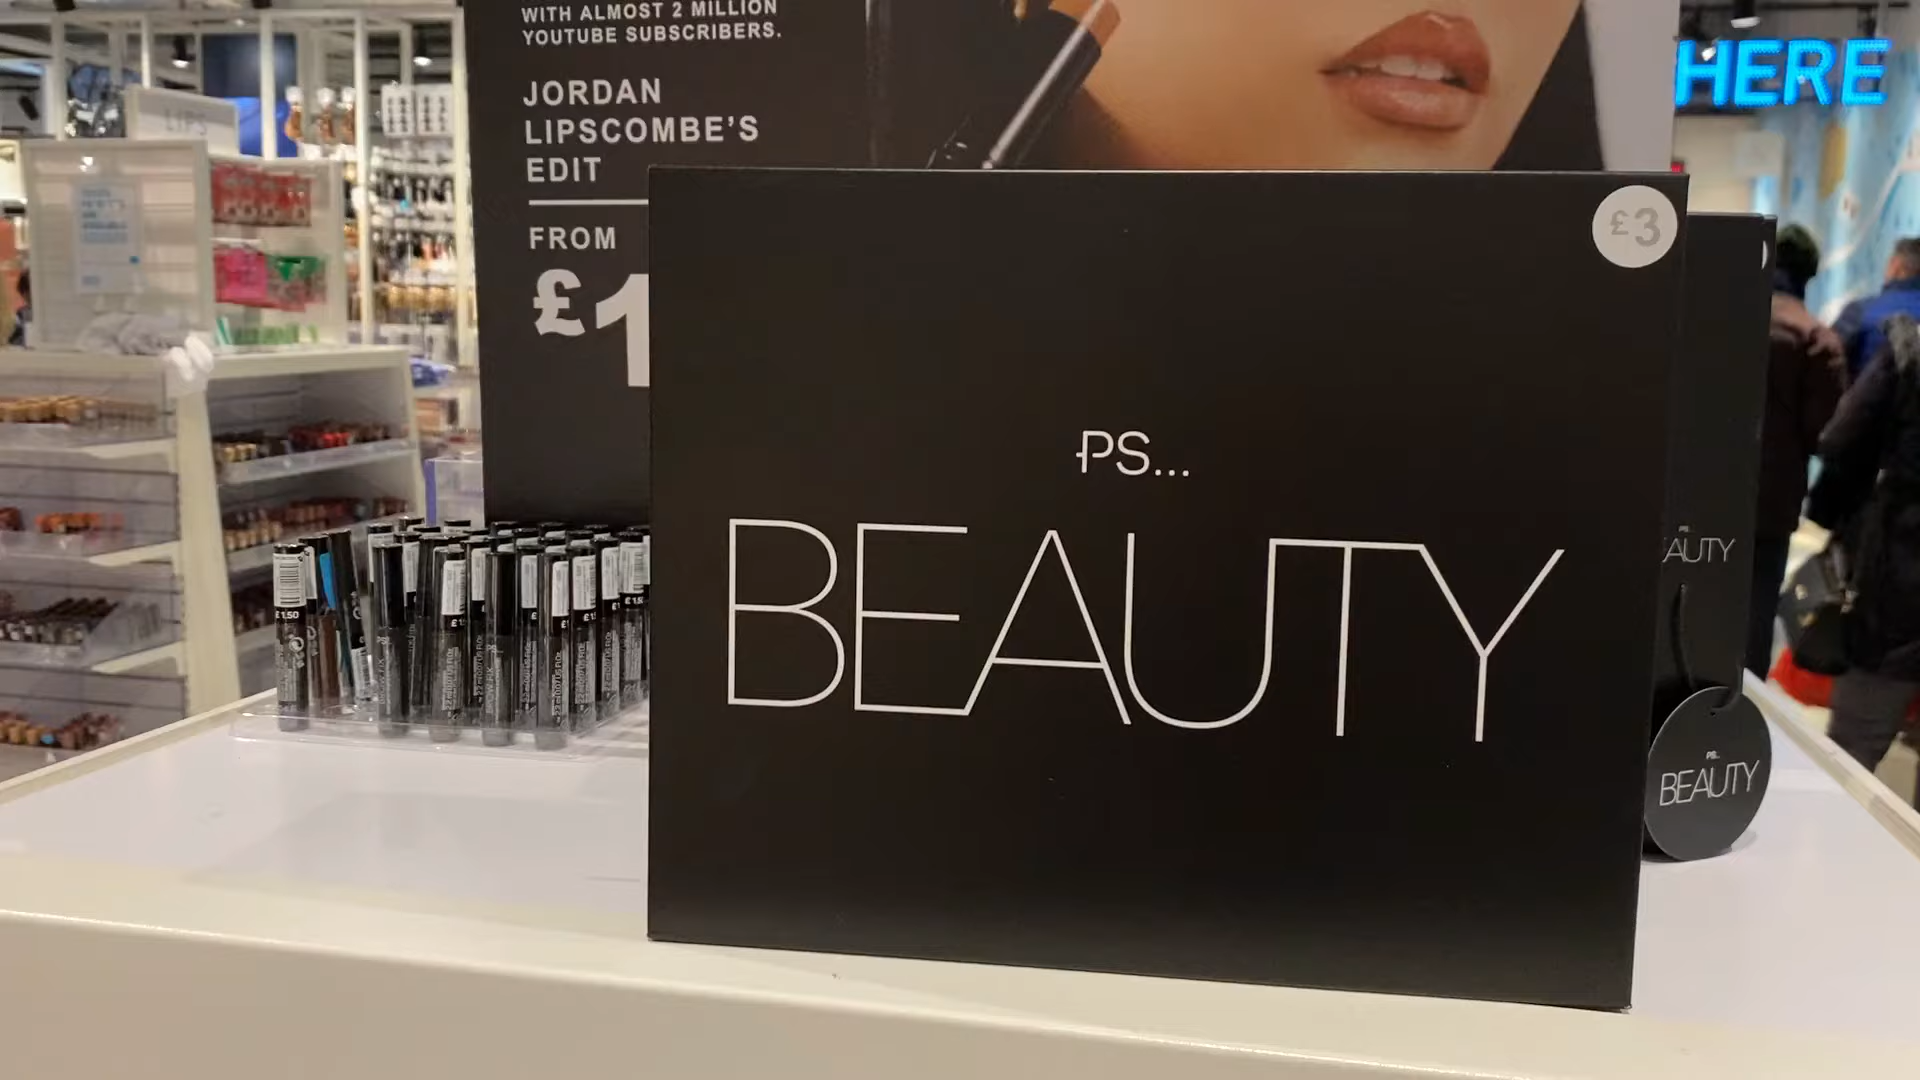 WITH ALMOST 2 MILLION
YOUTUBE SUBSCRIBERS.
JORDAN
LIPSCOMBE'S
EDIT
FROM
£1
HERE
LIPS
£3
PS...
BEAUTY
AUTY
PS...
BEAUTY
£1.50